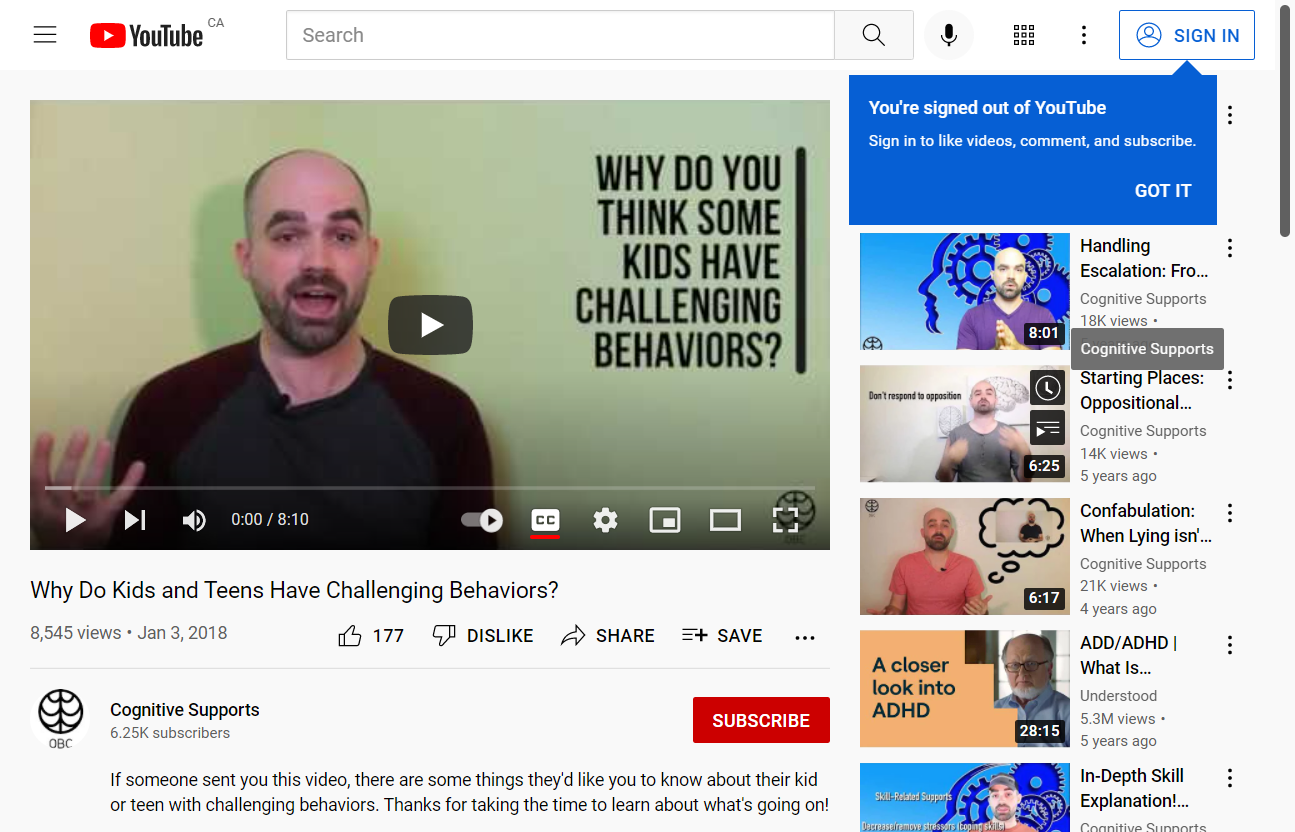 YouTube CA
Search
SIGN IN
You're signed out of YouTube
Sign in to like videos, comment, and subscribe.
GOT IT
WHY DO YOU
THINK SOME
KIDS HAVE
CHALLENGING
BEHAVIORS?
CC
0:00 / 8:10
OBC
Why Do Kids and Teens Have Challenging Behaviors?
8,545 views • Jan 3, 2018
177
DISLIKE
SHARE
SAVE
Cognitive Supports
6.25K subscribers
OBC
SUBSCRIBE
If someone sent you this video, there are some things they'd like you to know about their kid
or teen with challenging behaviors. Thanks for taking the time to learn about what's going on!
8:01
Handling
Escalation: Fro...
Cognitive Supports
18K views •
Cognitive Supports
Don't respond to opposition
6:25
Starting Places:
Oppositional...
Cognitive Supports
14K views •
5 years ago
6:17
Confabulation:
When Lying isn'...
Cognitive Supports
21K views •
4 years ago
A closer
look into
ADHD
28:15
ADD/ADHD |
What Is...
Understood
5.3M views •
5 years ago
Skill-Related Supports
Decrease/remove stressors (coping skills)
In-Depth Skill
Explanation!...
Cognitive Supports